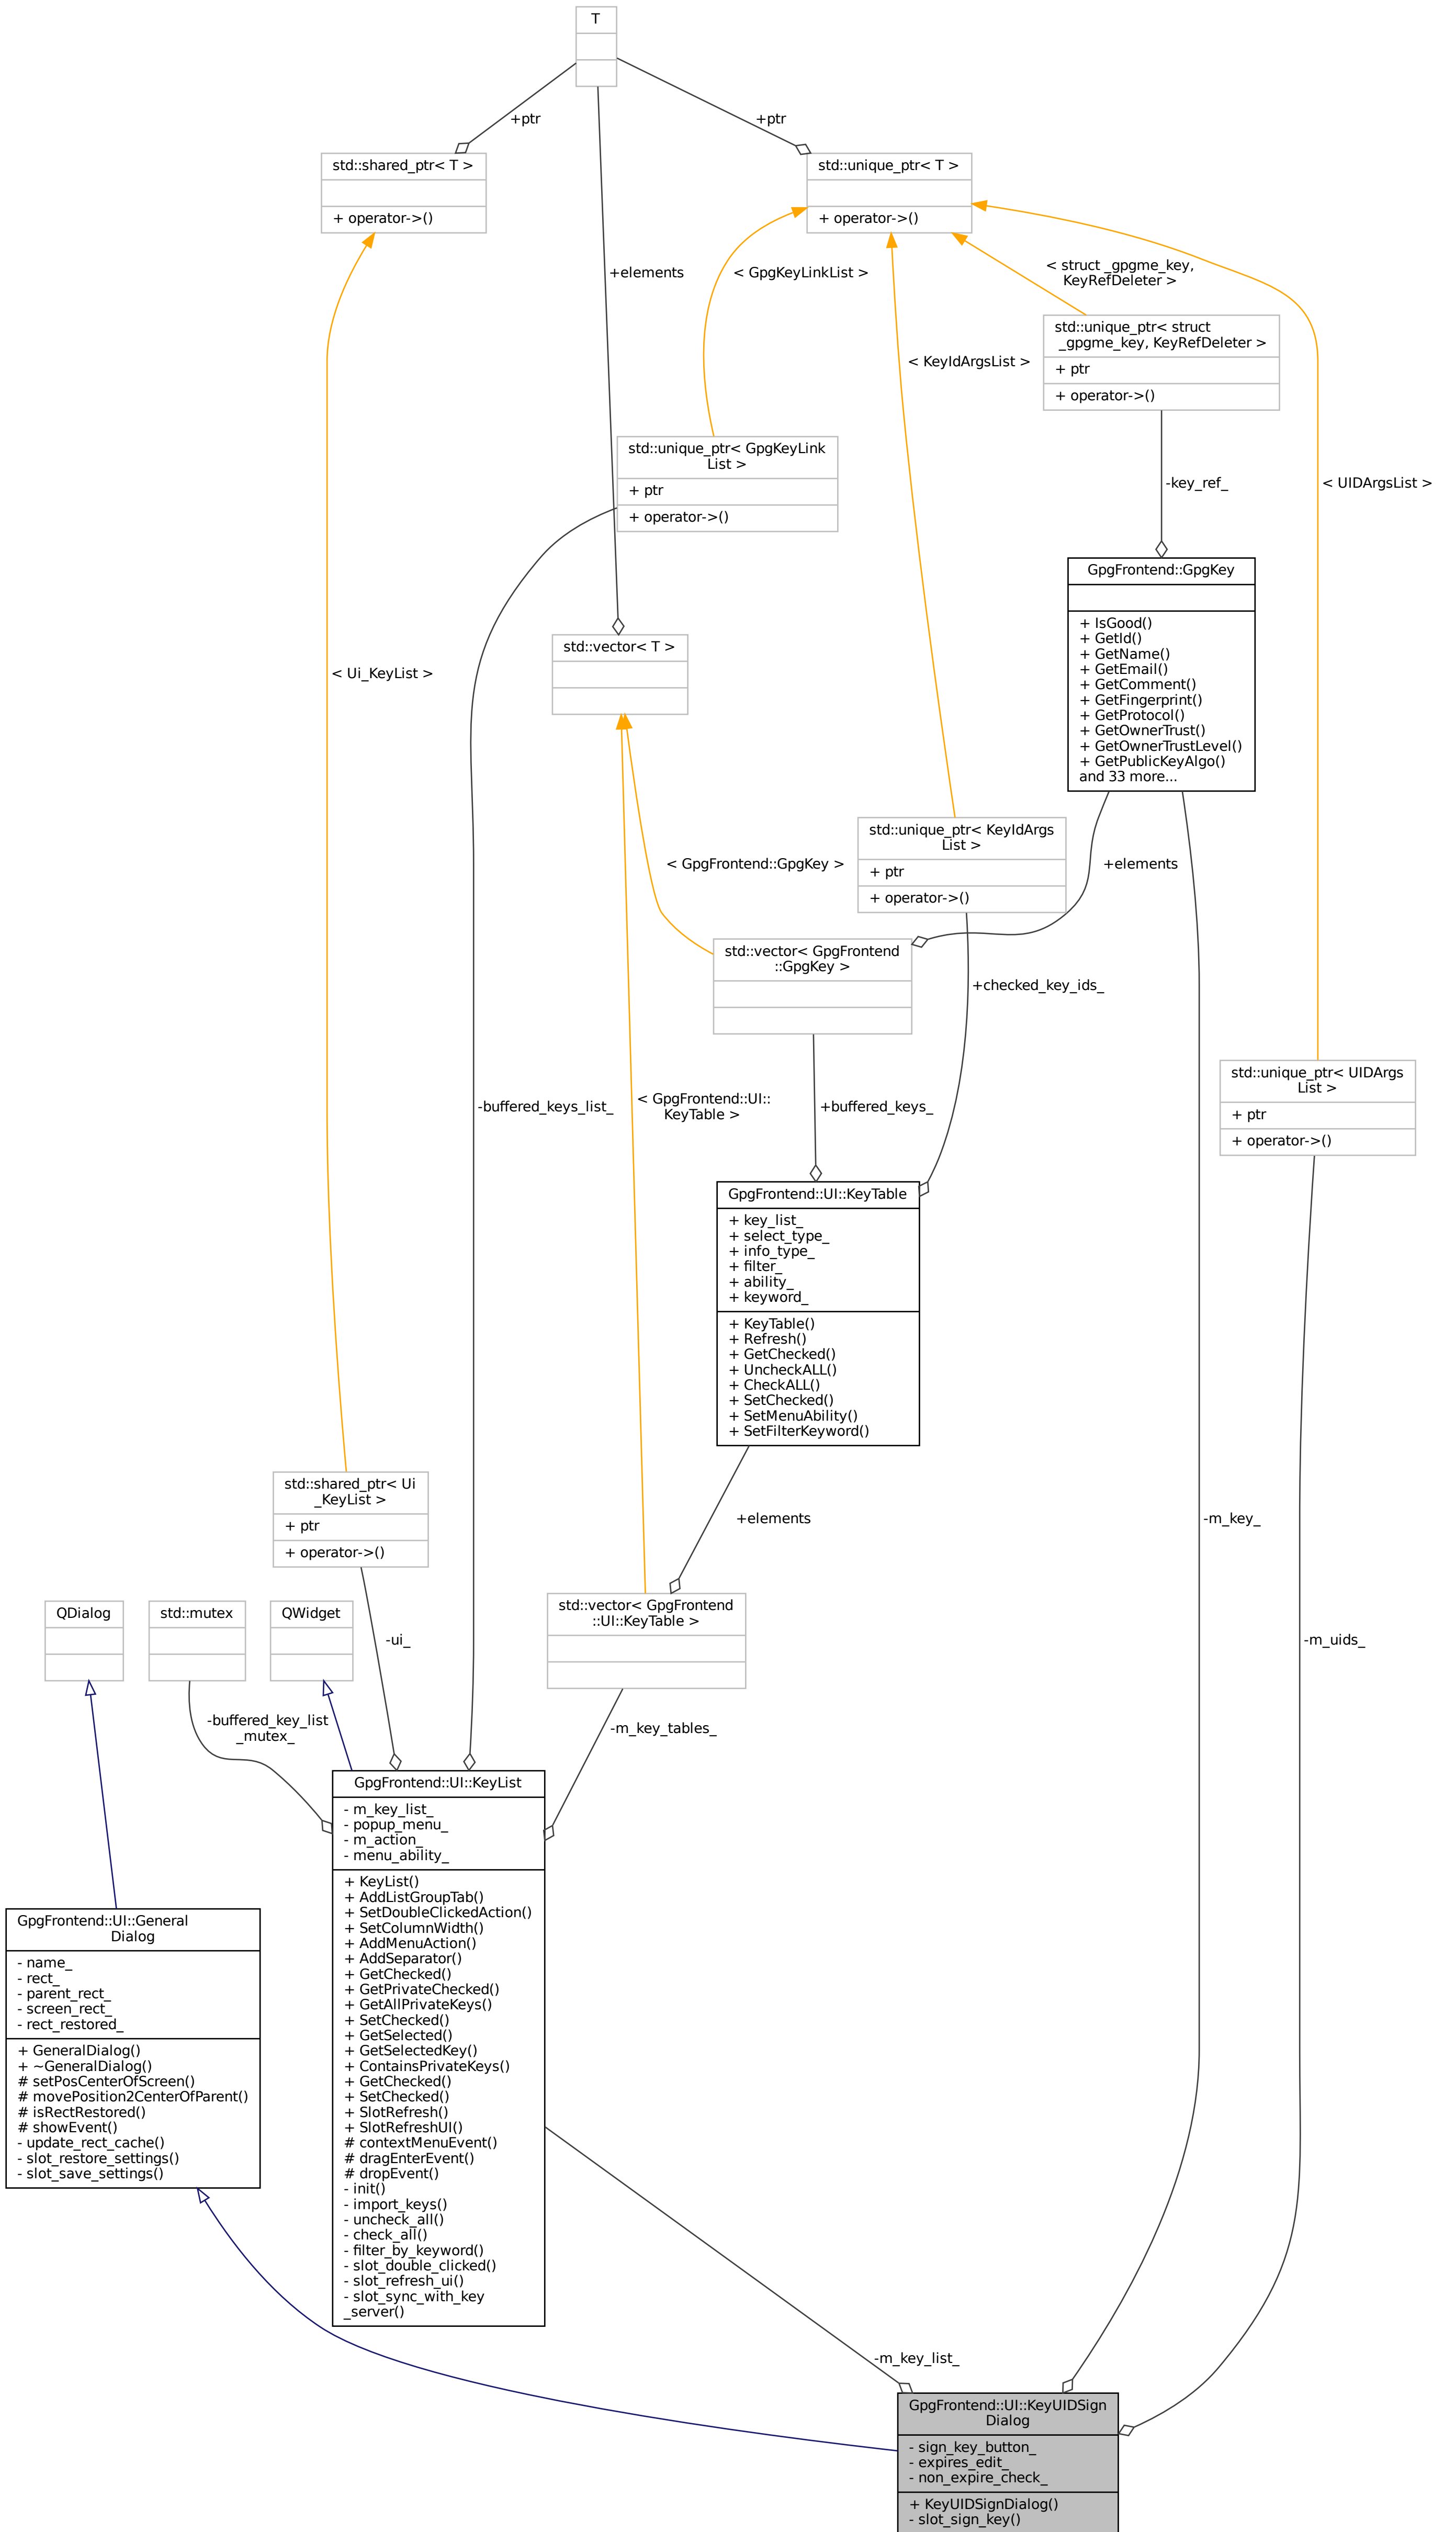 T
+ptr
+ptr
std::shared_ptr< T >
+ operator->()
std::unique_ptr< T >
+ operator->()
+elements
< GpgKeyLinkList >
< struct _gpgme_key,
KeyRefDeleter >
std::unique_ptr< struct
_gpgme_key, KeyRefDeleter >
+ ptr
+ operator->()
< KeyIdArgsList >
std::unique_ptr< GpgKeyLink
List >
+ ptr
+ operator->()
-key_ref_
< UIDArgsList >
GpgFrontend::GpgKey
+ IsGood()
+ GetId()
+ GetName()
+ GetEmail()
+ GetComment()
+ GetFingerprint()
+ GetProtocol()
+ GetOwnerTrust()
+ GetOwnerTrustLevel()
+ GetPublicKeyAlgo()
and 33 more...
std::vector< T >
< Ui_KeyList >
std::unique_ptr< KeyIdArgs
List >
+ ptr
+ operator->()
< GpgFrontend::GpgKey >
+elements
std::vector< GpgFrontend
::GpgKey >
+checked_key_ids_
std::unique_ptr< UIDArgs
List >
+ ptr
+ operator->()
-buffered_keys_list_
< GpgFrontend::UI::
KeyTable >
+buffered_keys_
GpgFrontend::UI::KeyTable
+ key_list_
+ select_type_
+ info_type_
+ filter_
+ ability_
+ keyword_
+ KeyTable()
+ Refresh()
+ GetChecked()
+ UncheckALL()
+ CheckALL()
+ SetChecked()
+ SetMenuAbility()
+ SetFilterKeyword()
std::shared_ptr< Ui
_KeyList >
+ ptr
+ operator->()
+elements
-m_key_
std::vector< GpgFrontend
::UI::KeyTable >
QDialog
std::mutex
QWidget
-ui_
-m_uids_
-buffered_key_list
_mutex_
-m_key_tables_
GpgFrontend::UI::KeyList
- m_key_list_
- popup_menu_
- m_action_
- menu_ability_
+ KeyList()
+ AddListGroupTab()
+ SetDoubleClickedAction()
+ SetColumnWidth()
+ AddMenuAction()
+ AddSeparator()
+ GetChecked()
+ GetPrivateChecked()
+ GetAllPrivateKeys()
+ SetChecked()
+ GetSelected()
+ GetSelectedKey()
+ ContainsPrivateKeys()
+ GetChecked()
+ SetChecked()
+ SlotRefresh()
+ SlotRefreshUI()
# contextMenuEvent()
# dragEnterEvent()
# dropEvent()
- init()
- import_keys()
- uncheck_all()
- check_all()
- filter_by_keyword()
- slot_double_clicked()
- slot_refresh_ui()
- slot_sync_with_key
_server()
GpgFrontend::UI::General
Dialog
- name_
- rect_
- parent_rect_
- screen_rect_
- rect_restored_
+ GeneralDialog()
+ ~GeneralDialog()
# setPosCenterOfScreen()
# movePosition2CenterOfParent()
# isRectRestored()
# showEvent()
- update_rect_cache()
- slot_restore_settings()
- slot_save_settings()
-m_key_list_
GpgFrontend::UI::KeyUIDSign
Dialog
- sign_key_button_
- expires_edit_
- non_expire_check_
+ KeyUIDSignDialog()
- slot_sign_key()